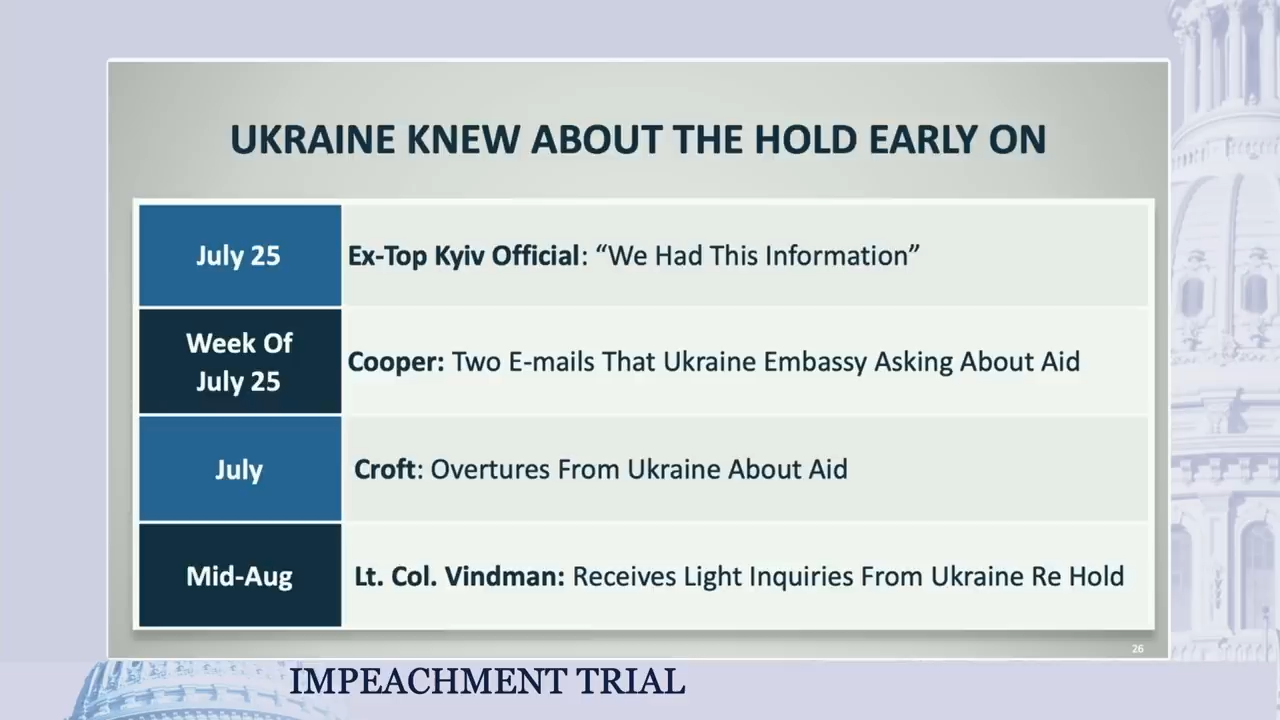 UKRAINE KNEW ABOUT THE HOLD EARLY ON
July 25
Ex-Top Kyiv Official: “We Had This Information”
Week Of
July 25
Cooper: Two E-mails That Ukraine Embassy Asking About Aid
July
Croft: Overtures From Ukraine About Aid
Mid-Aug
Lt. Col. Vindman: Receives Light Inquiries From Ukraine Re Hold
26
IMPEACHMENT TRIAL